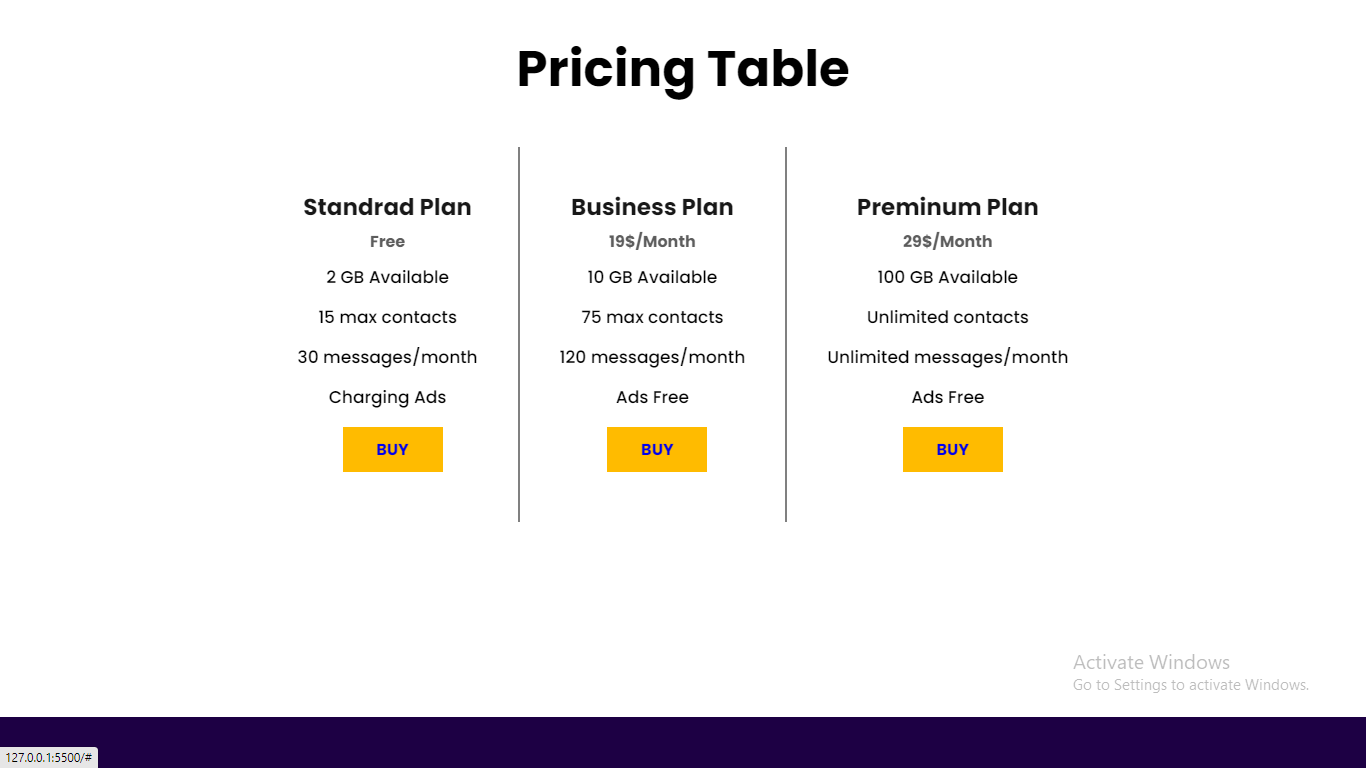 Pricing Table
Standrad Plan
Free
2 GB Available
15 max contacts
30 messages/month
Charging Ads
BUY
Business Plan
19$/Month
10 GB Available
75 max contacts
120 messages/month
Ads Free
BUY
Preminum Plan
29$/Month
100 GB Available
Unlimited contacts
Unlimited messages/month
Ads Free
BUY
Activate Windows
Go to Settings to activate Windows.
127.0.0.1:5500/#